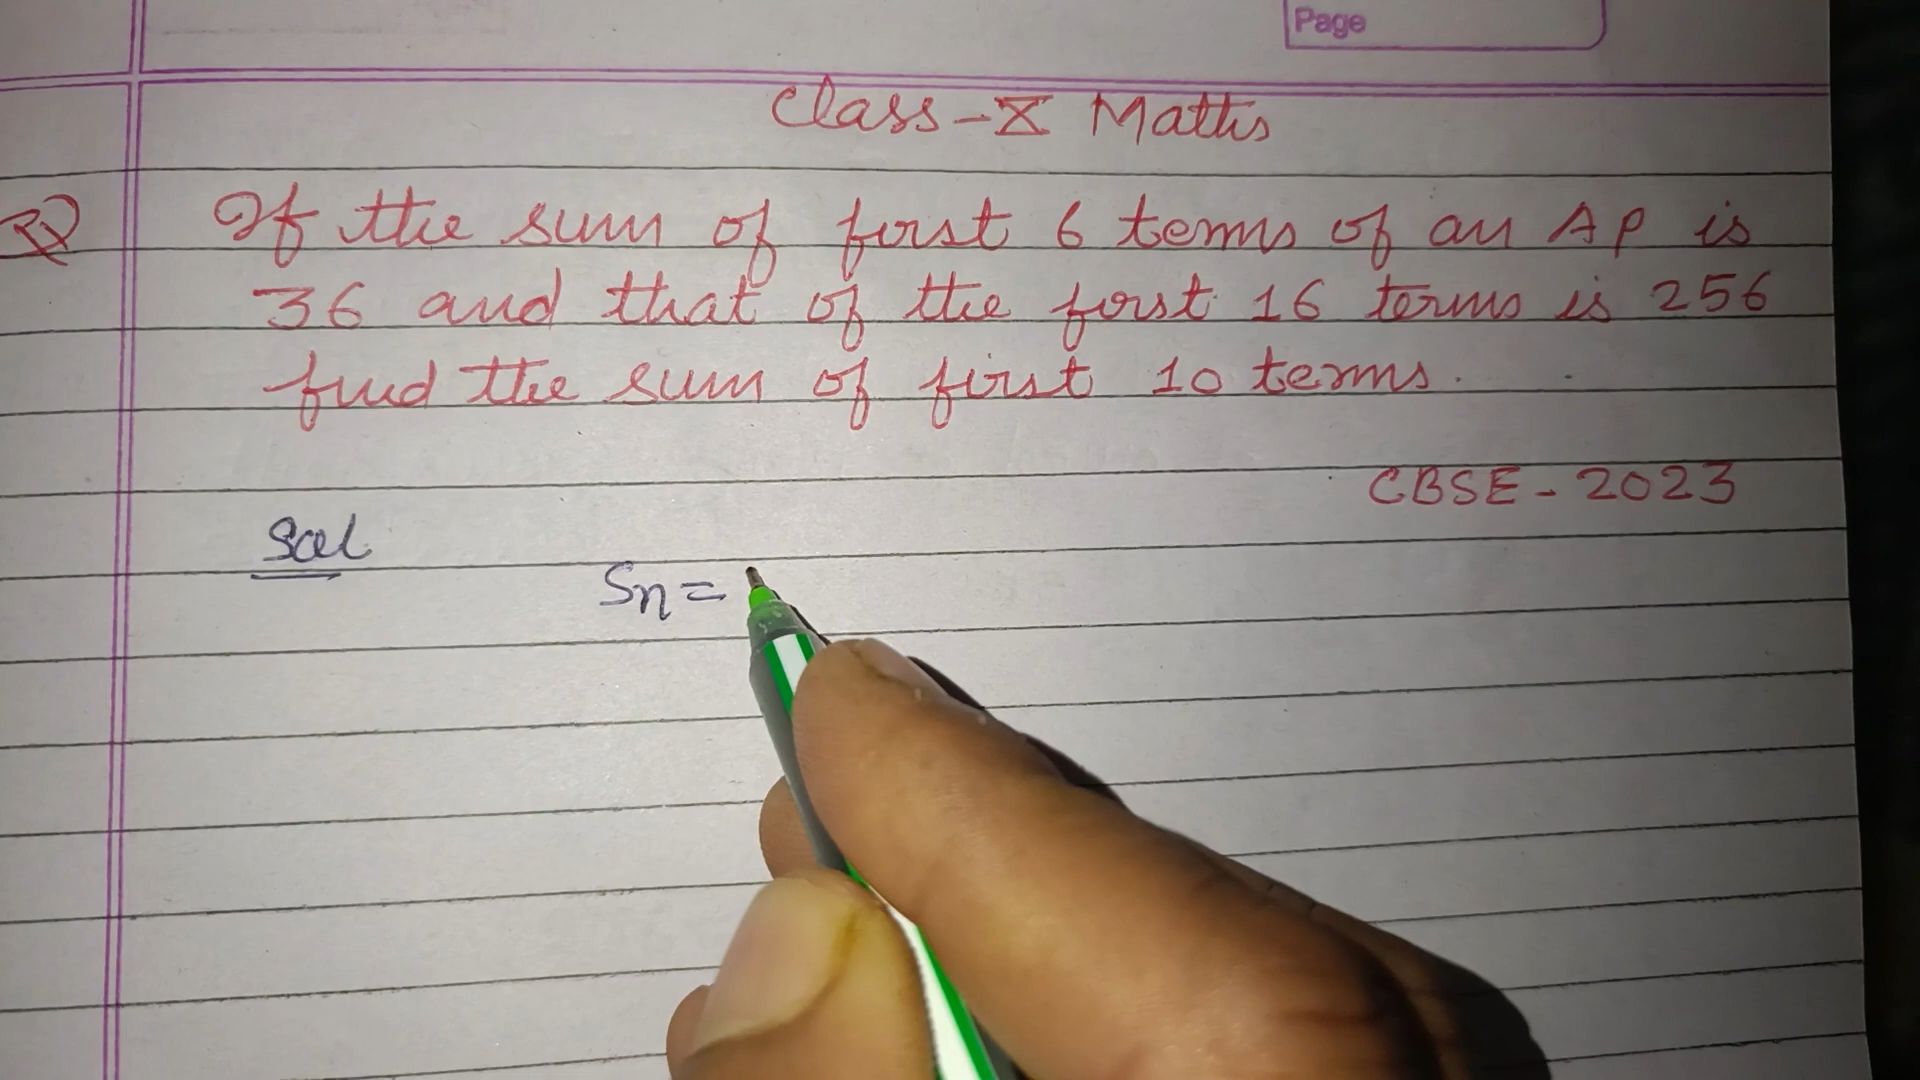 Page
Class-X Maths
Q If the sum of first 6 terms of an AP is
36 and that of the first 16 terms is 256
find the sum of first 10 terms.
CBSE - 2023
Sol
Sn =